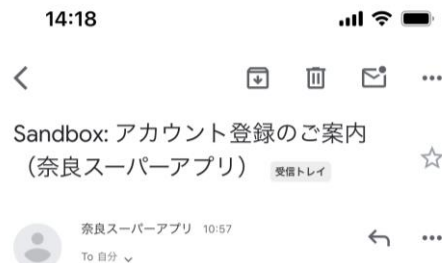 14:18
Sandbox: アカウント登録のご案内
（奈良スーパーアプリ） 受信トレイ
奈良スーパーアプリ 10:57
To 自分